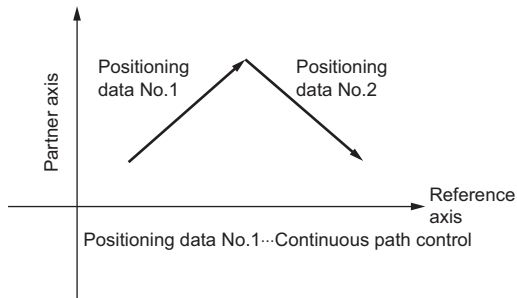 Partner axis
Positioning
data No.1
Positioning
data No.2
Reference
axis
Positioning data No.1···Continuous path control